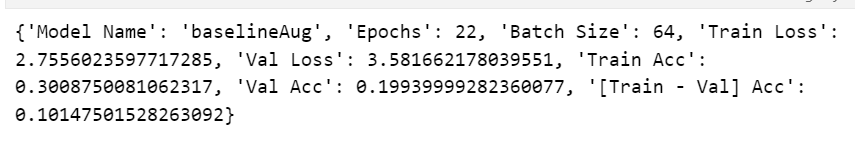 {'Model Name': 'baselineAug', 'Epochs': 22, 'Batch Size': 64, 'Train Loss':
2.7556023597717285, 'Val Loss': 3.581662178039551, 'Train Acc':
0.3008750081062317, 'Val Acc': 0.19939999282360077, '[Train - Val] Acc':
0.10147501528263092}